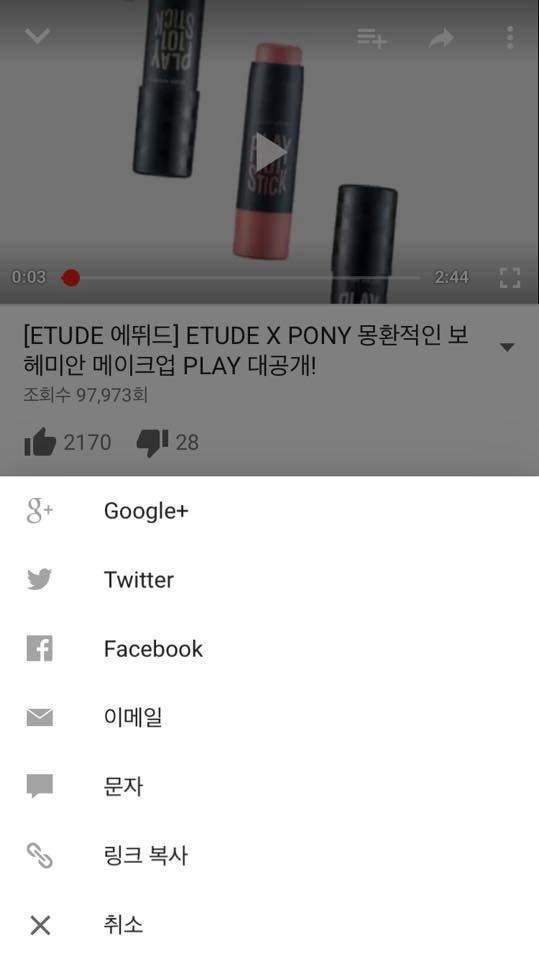 PLAY
101
STICK
PLAY
101
STICK
PLAY
0:03
2:44
[ETUDE 에뛰드] ETUDE X PONY 몽환적인 보
헤미안 메이크업 PLAY 대공개!
조회수 97,973회
2170
28
Google+
Twitter
Facebook
이메일
문자
링크 복사
취소